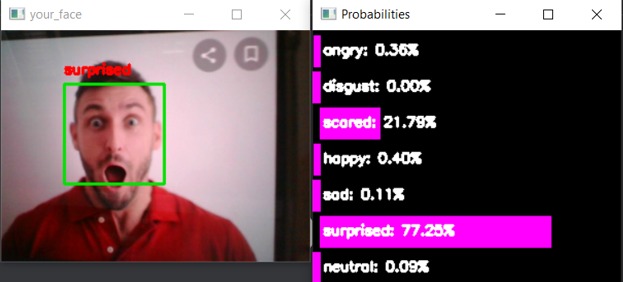 your_face
surprised
Probabilities
angry: 0.36%
disgust: 0.00%
scared: 21.79%
happy: 0.40%
sad: 0.11%
surprised: 77.25%
neutral: 0.09%